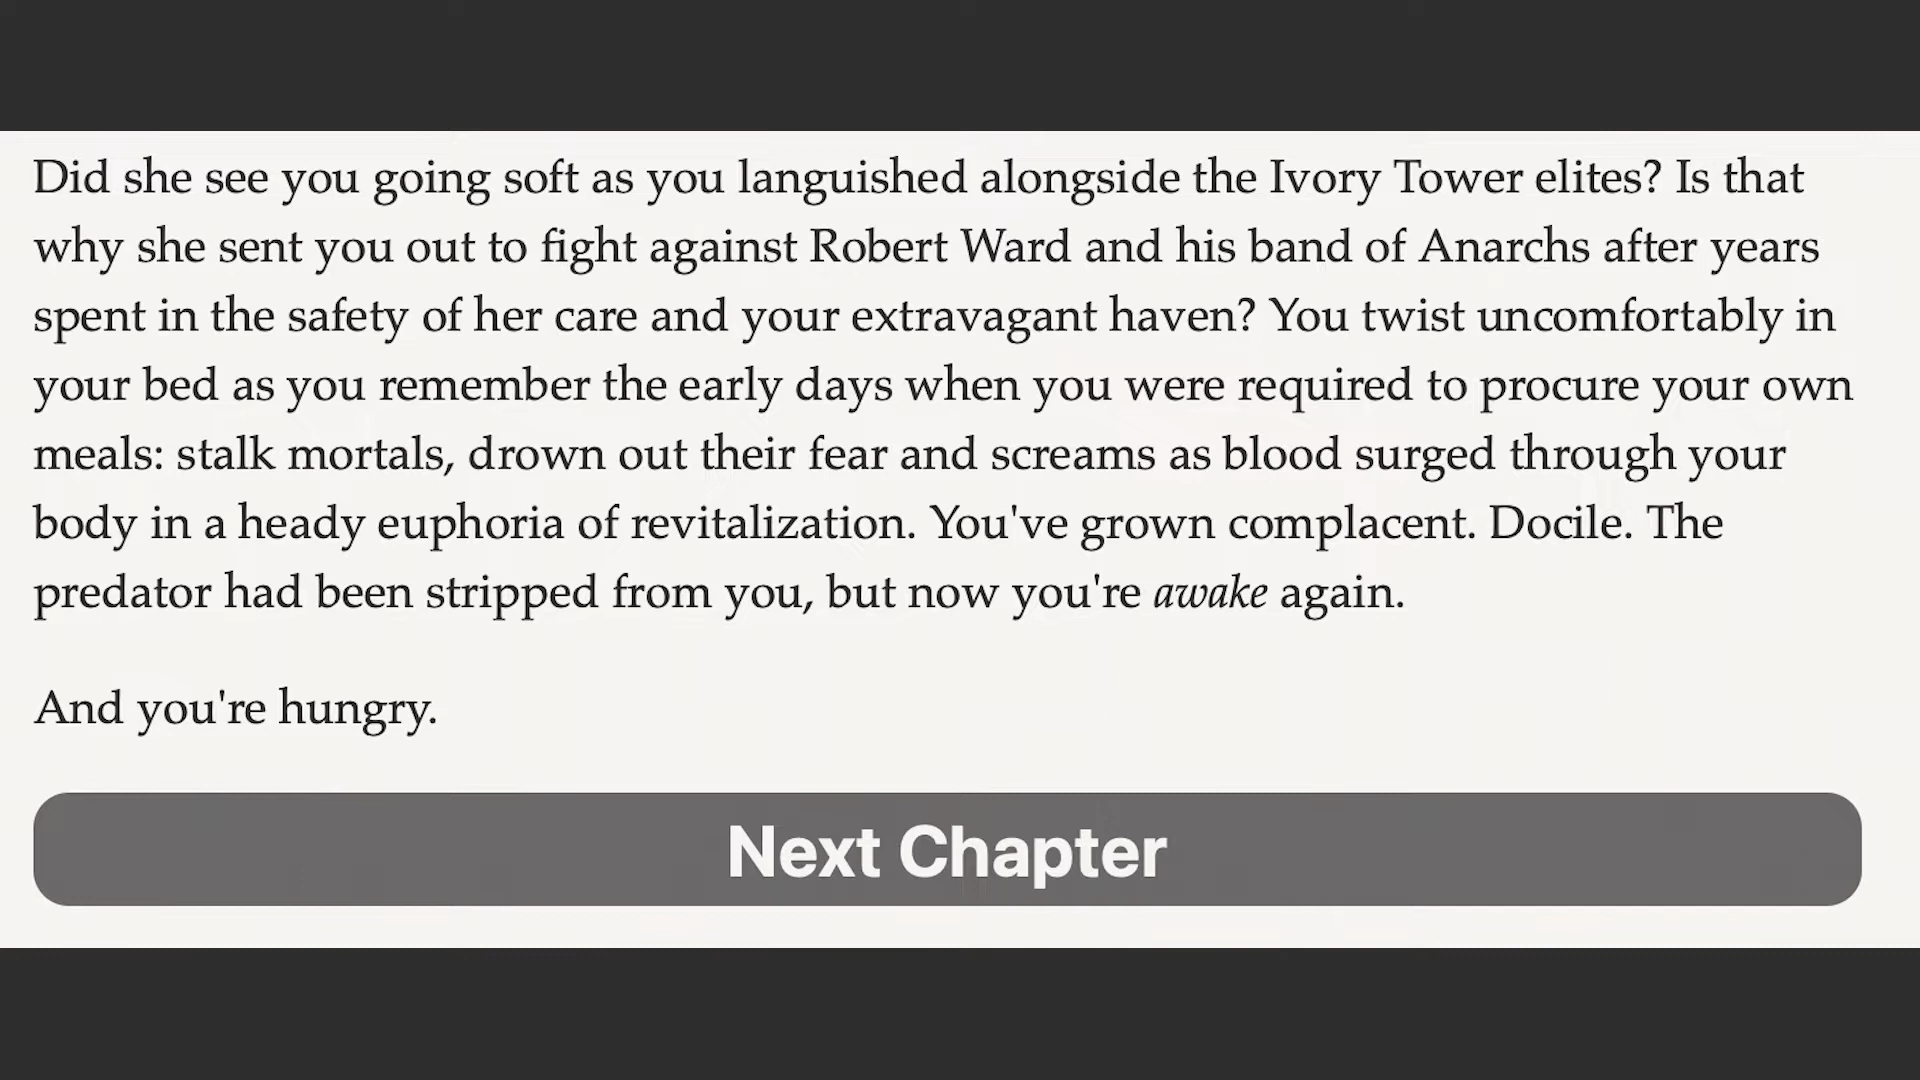 Did she see you going soft as you languished alongside the Ivory Tower elites? Is that
why she sent you out to fight against Robert Ward and his band of Anarchs after years
spent in the safety of her care and your extravagant haven? You twist uncomfortably in
your bed as you remember the early days when you were required to procure your own
meals: stalk mortals, drown out their fear and screams as blood surged through your
body in a heady euphoria of revitalization. You've grown complacent. Docile. The
predator had been stripped from you, but now you're awake again.
And you're hungry.
Next Chapter